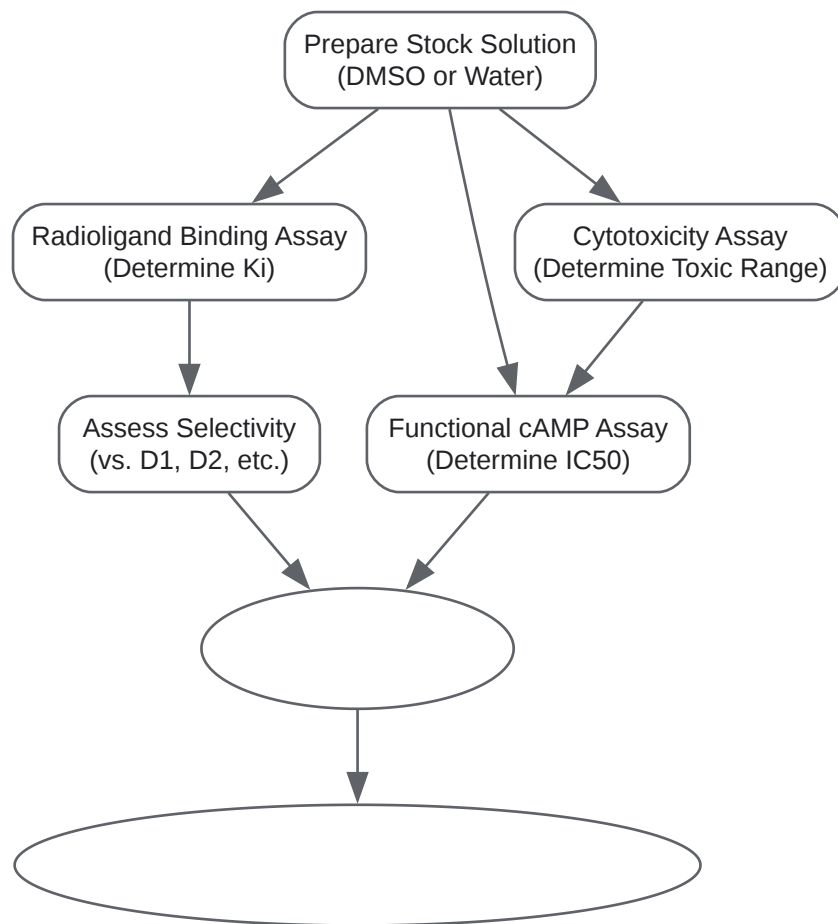 Prepare Stock Solution
(DMSO or Water)
Radioligand Binding Assay
(Determine Ki)
Cytotoxicity Assay
(Determine Toxic Range)
Assess Selectivity
(vs. D1, D2, etc.)
Functional cAMP Assay
(Determine IC50)